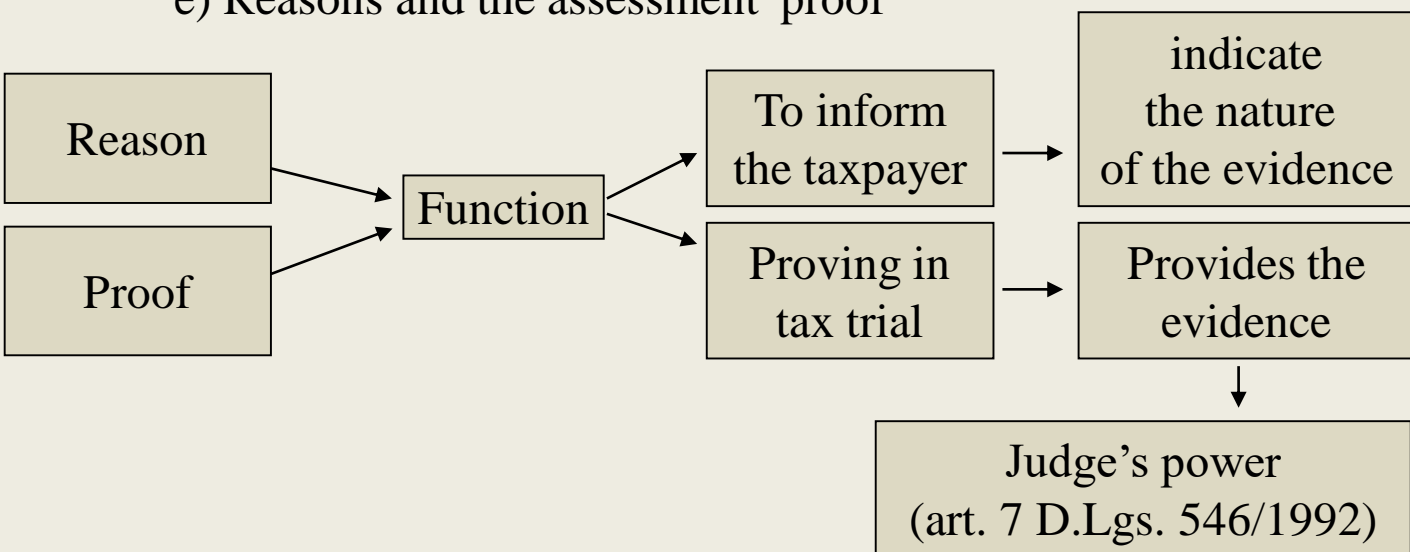 e) Reasons and the assessment' proof
Reason
Proof
Function
To inform
the taxpayer
indicate
the nature
of the evidence
Proving in
tax trial
Provides the
evidence
Judge’s power
(art. 7 D.Lgs. 546/1992)